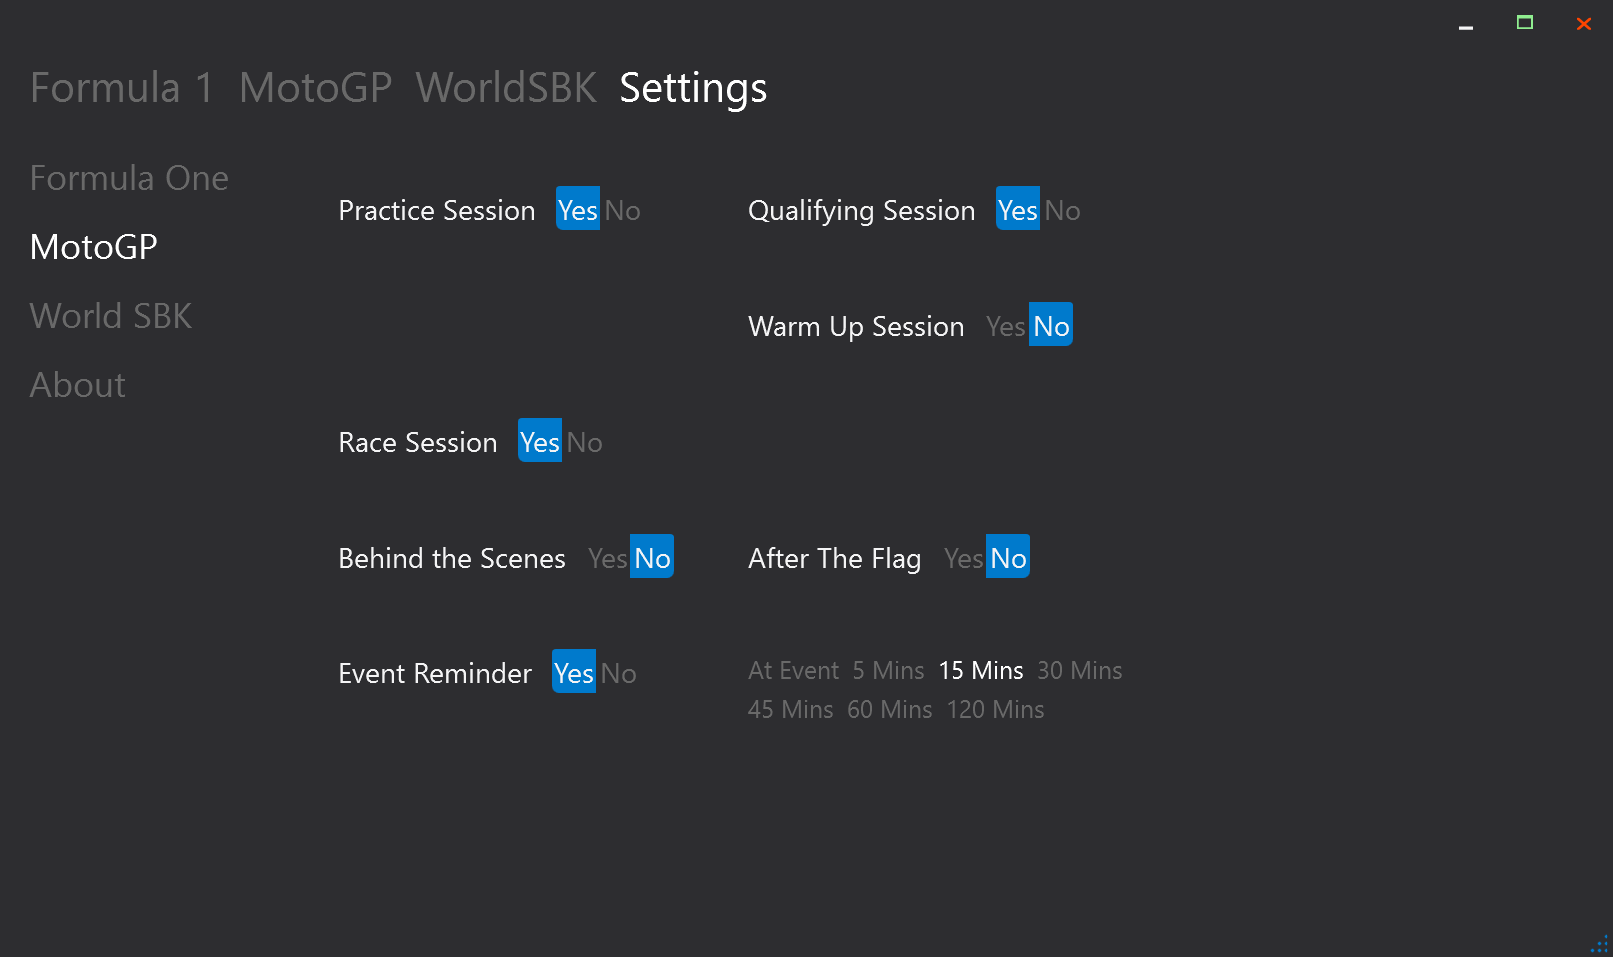 Formula 1 MotoGP WorldSBK Settings
Formula One
MotoGP
World SBK
About
Practice Session Yes No
Qualifying Session Yes No
Warm Up Session Yes No
Race Session Yes No
Behind the Scenes Yes No
After The Flag Yes No
Event Reminder Yes No
At Event 5 Mins 15 Mins 30 Mins
45 Mins 60 Mins 120 Mins